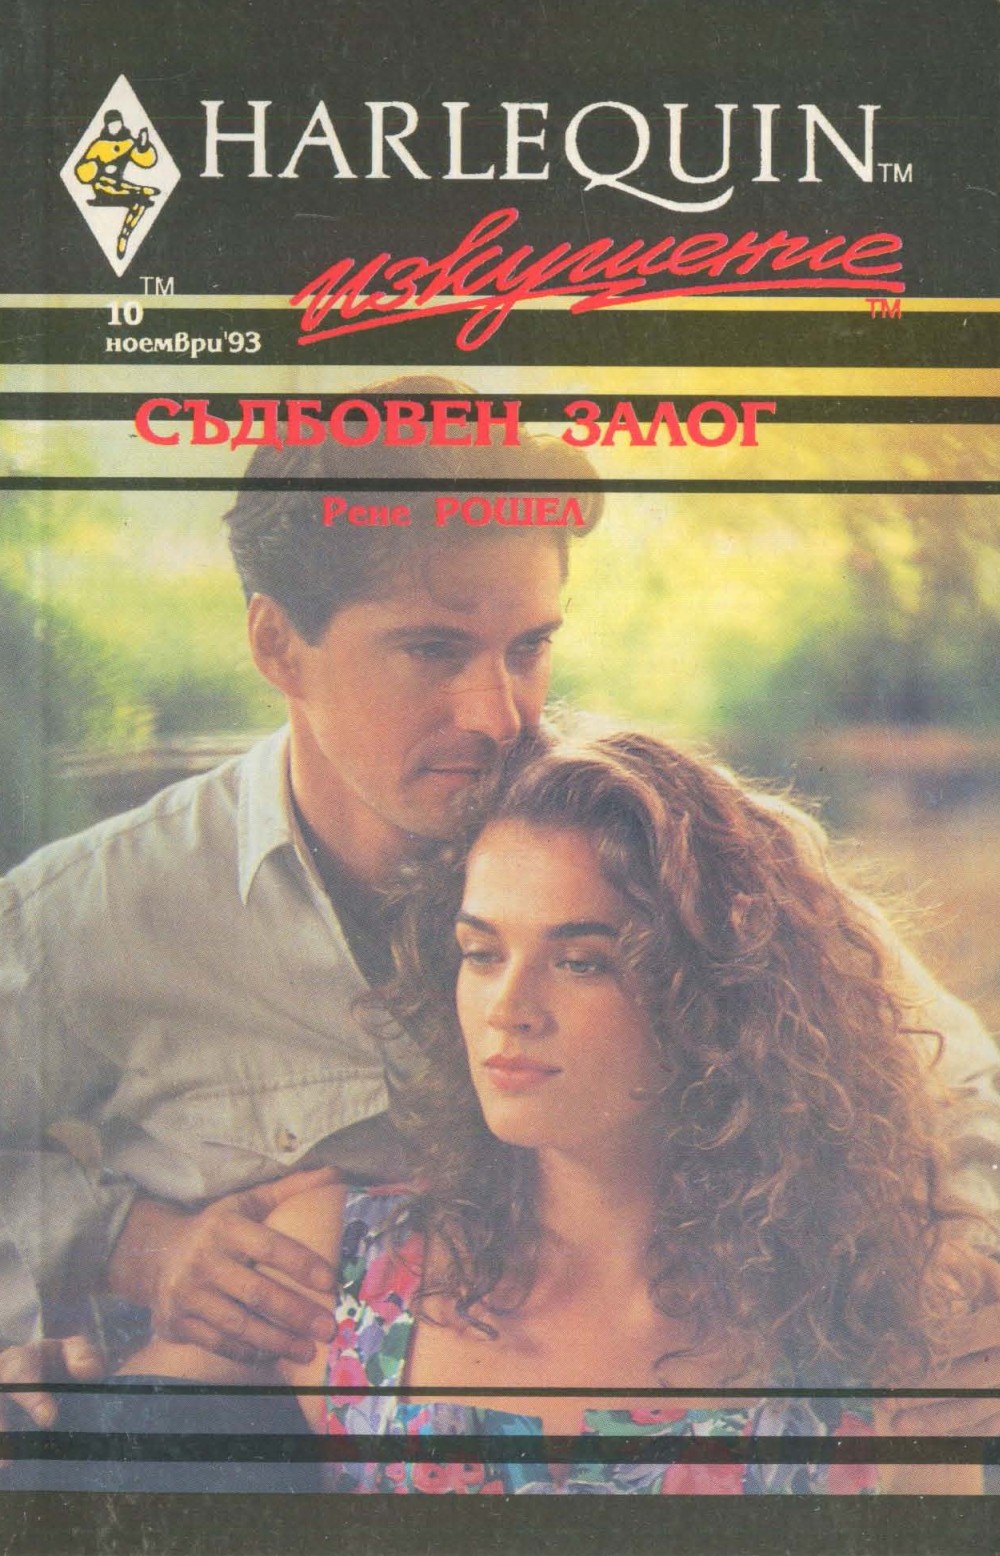 HARLEQUIN™
изкушение
™
™
10
ноември'93
СЪДБОВЕН ЗАЛОГ
Рене РОШЕЛ